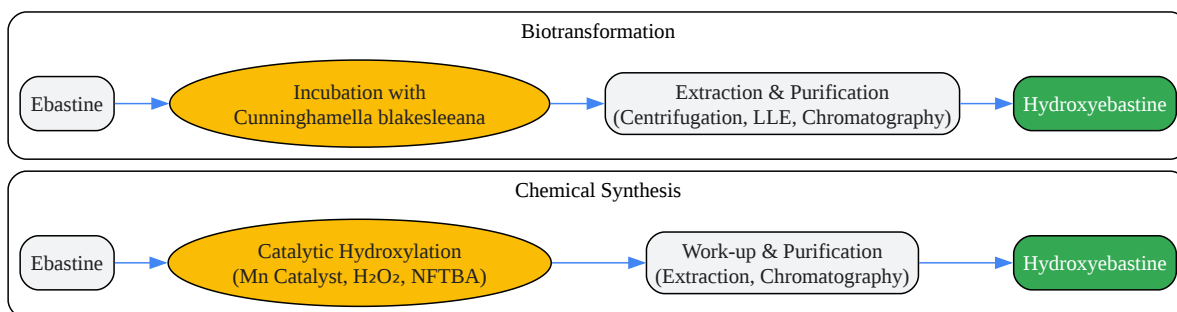 Biotransformation
Ebastine
Incubation with
Cunninghamella blakesleeana
Extraction & Purification
(Centrifugation, LLE, Chromatography)
Hydroxyebastine
Chemical Synthesis
Ebastine
Catalytic Hydroxylation
(Mn Catalyst, H₂O₂, NFTBA)
Work-up & Purification
(Extraction, Chromatography)
Hydroxyebastine